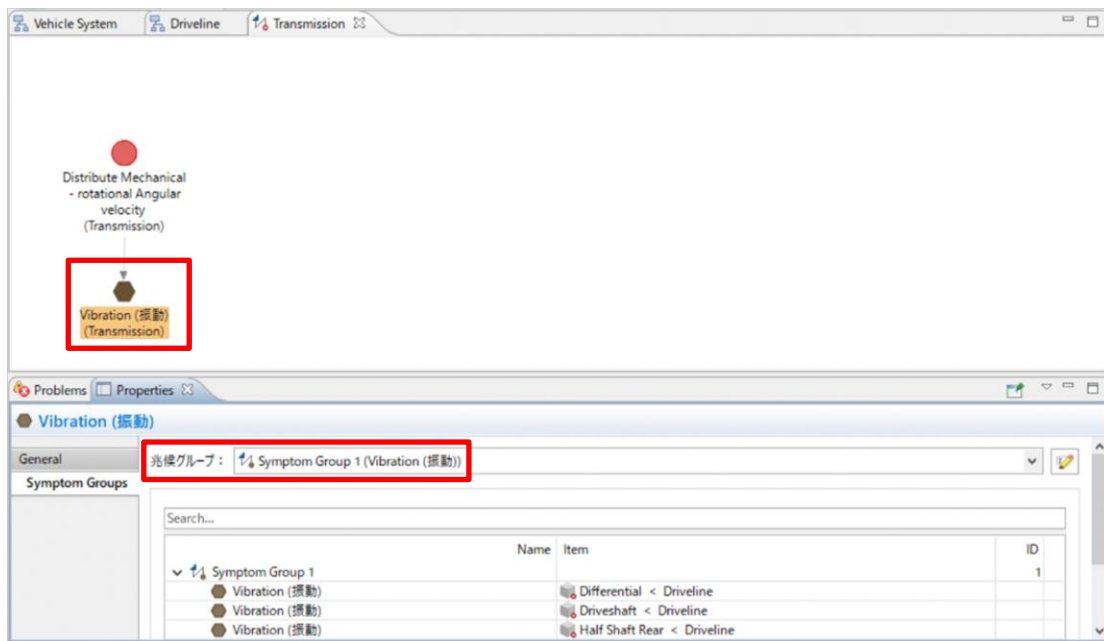 Vehicle System Driveline Transmission
Distribute Mechanical
- rotational Angular
velocity
(Transmission)
Vibration (振動)
(Transmission)
Problems Properties
Vibration (振動)
General
Symptom Groups
兆候グループ： Symptom Group 1 (Vibration (振動))
Search...
Name Item ID
Symptom Group 1 1
Vibration (振動) Differential < Driveline
Vibration (振動) Driveshaft < Driveline
Vibration (振動) Half Shaft Rear < Driveline